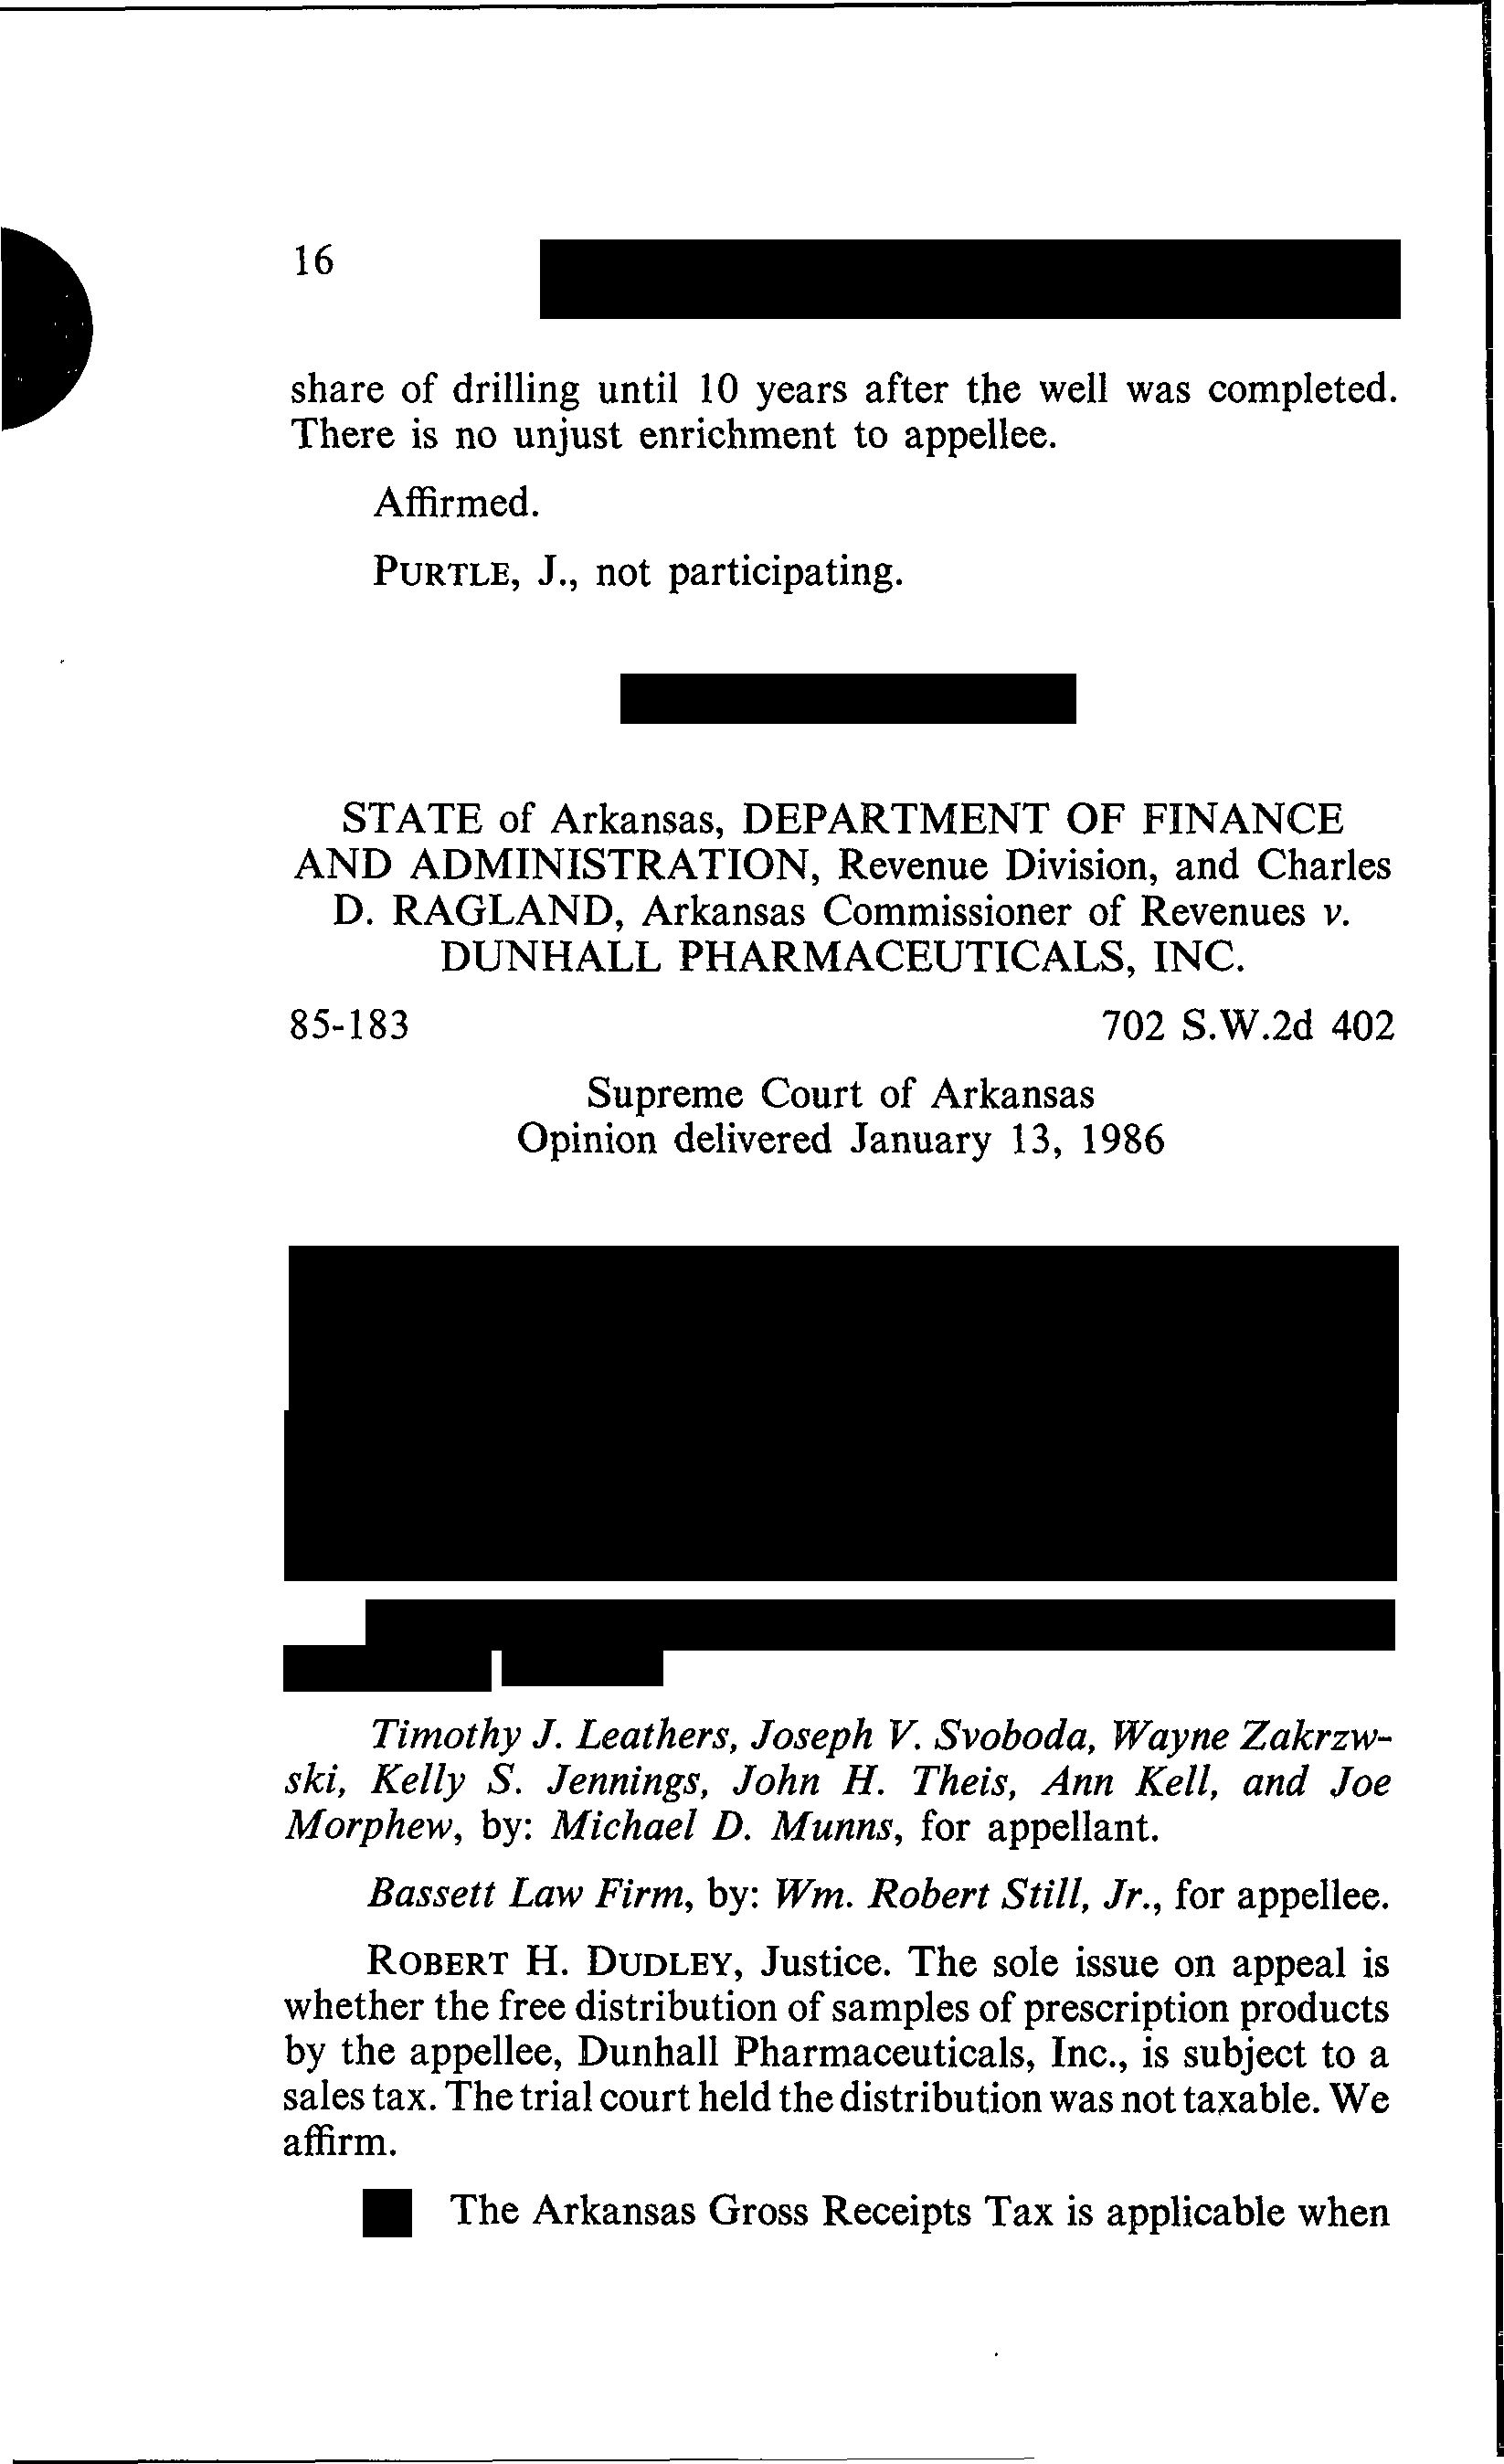 16
share of drilling until 10 years after the well was completed.
There is no unjust enrichment to appellee.
Affirmed.
PURTLE, J., not participating.
STATE of Arkansas, DEPARTMENT OF FINANCE
AND ADMINISTRATION, Revenue Division, and Charles
D. RAGLAND, Arkansas Commissioner of Revenues v.
DUNHALL PHARMACEUTICALS, INC.
85-183 702 S.W.2d 402
Supreme Court of Arkansas
Opinion delivered January 13, 1986
Timothy J. Leathers, Joseph V. Svoboda, Wayne Zakrzw-
ski, Kelly S. Jennings, John H. Theis, Ann Kell, and Joe
Morphew, by: Michael D. Munns, for appellant.
Bassett Law Firm, by: Wm. Robert Still, Jr., for appellee.
ROBERT H. DUDLEY, Justice. The sole issue on appeal is
whether the free distribution of samples of prescription products
by the appellee, Dunhall Pharmaceuticals, Inc., is subject to a
sales tax. The trial court held the distribution was not taxable. We
affirm.
The Arkansas Gross Receipts Tax is applicable when